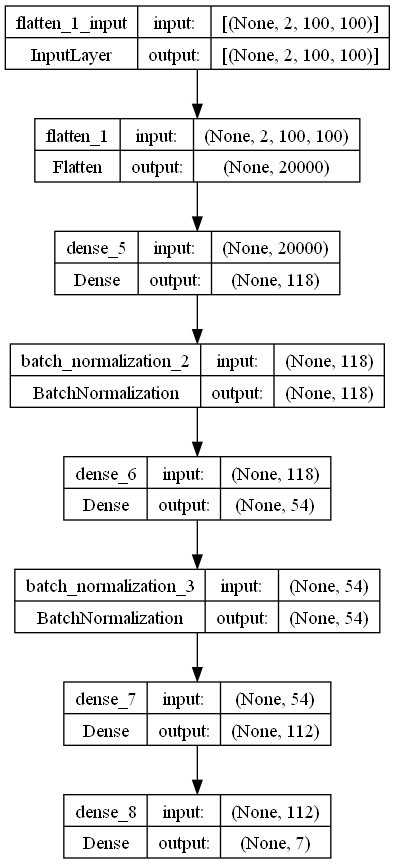 flatten_1_input input: [(None, 2, 100, 100)]
InputLayer output: [(None, 2, 100, 100)]
flatten_1 input: (None, 2, 100, 100)
Flatten output: (None, 20000)
dense_5 input: (None, 20000)
Dense output: (None, 118)
batch_normalization_2 input: (None, 118)
BatchNormalization output: (None, 118)
dense_6 input: (None, 118)
Dense output: (None, 54)
batch_normalization_3 input: (None, 54)
BatchNormalization output: (None, 54)
dense_7 input: (None, 54)
Dense output: (None, 112)
dense_8 input: (None, 112)
Dense output: (None, 7)